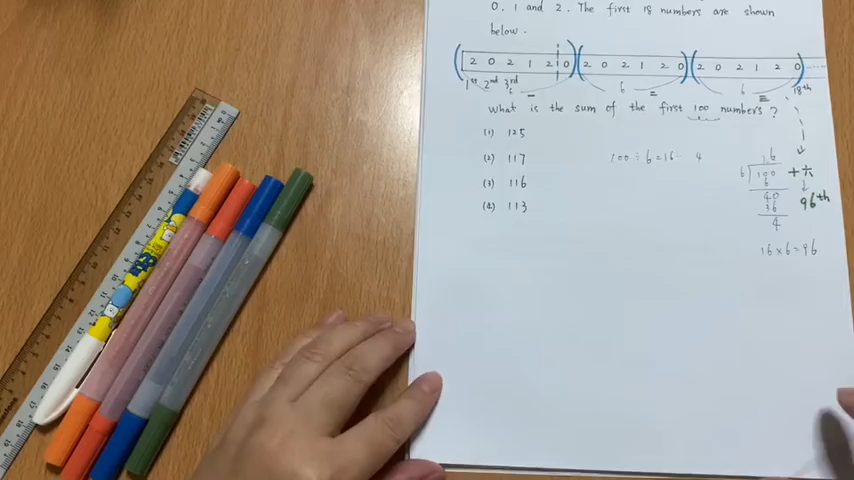 0, 1 and 2. The first 18 numbers are shown
below.
( 2 0 2 1 2 0 ) ( 2 0 2 1 2 0 ) ( 2 0 2 1 2 0 ) ......
1st 2nd 3rd 6 6 18th
What is the sum of the first 100 numbers?
(1) 125
(2) 117
(3) 116
(4) 113
100 ÷ 6 = 16 ... 4
16
6 100
6
40
36
4
96th
16 × 6 = 96